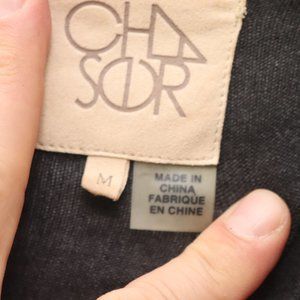 CHA
SER
M
MADE IN
CHINA
FABRIQUE
EN CHINE